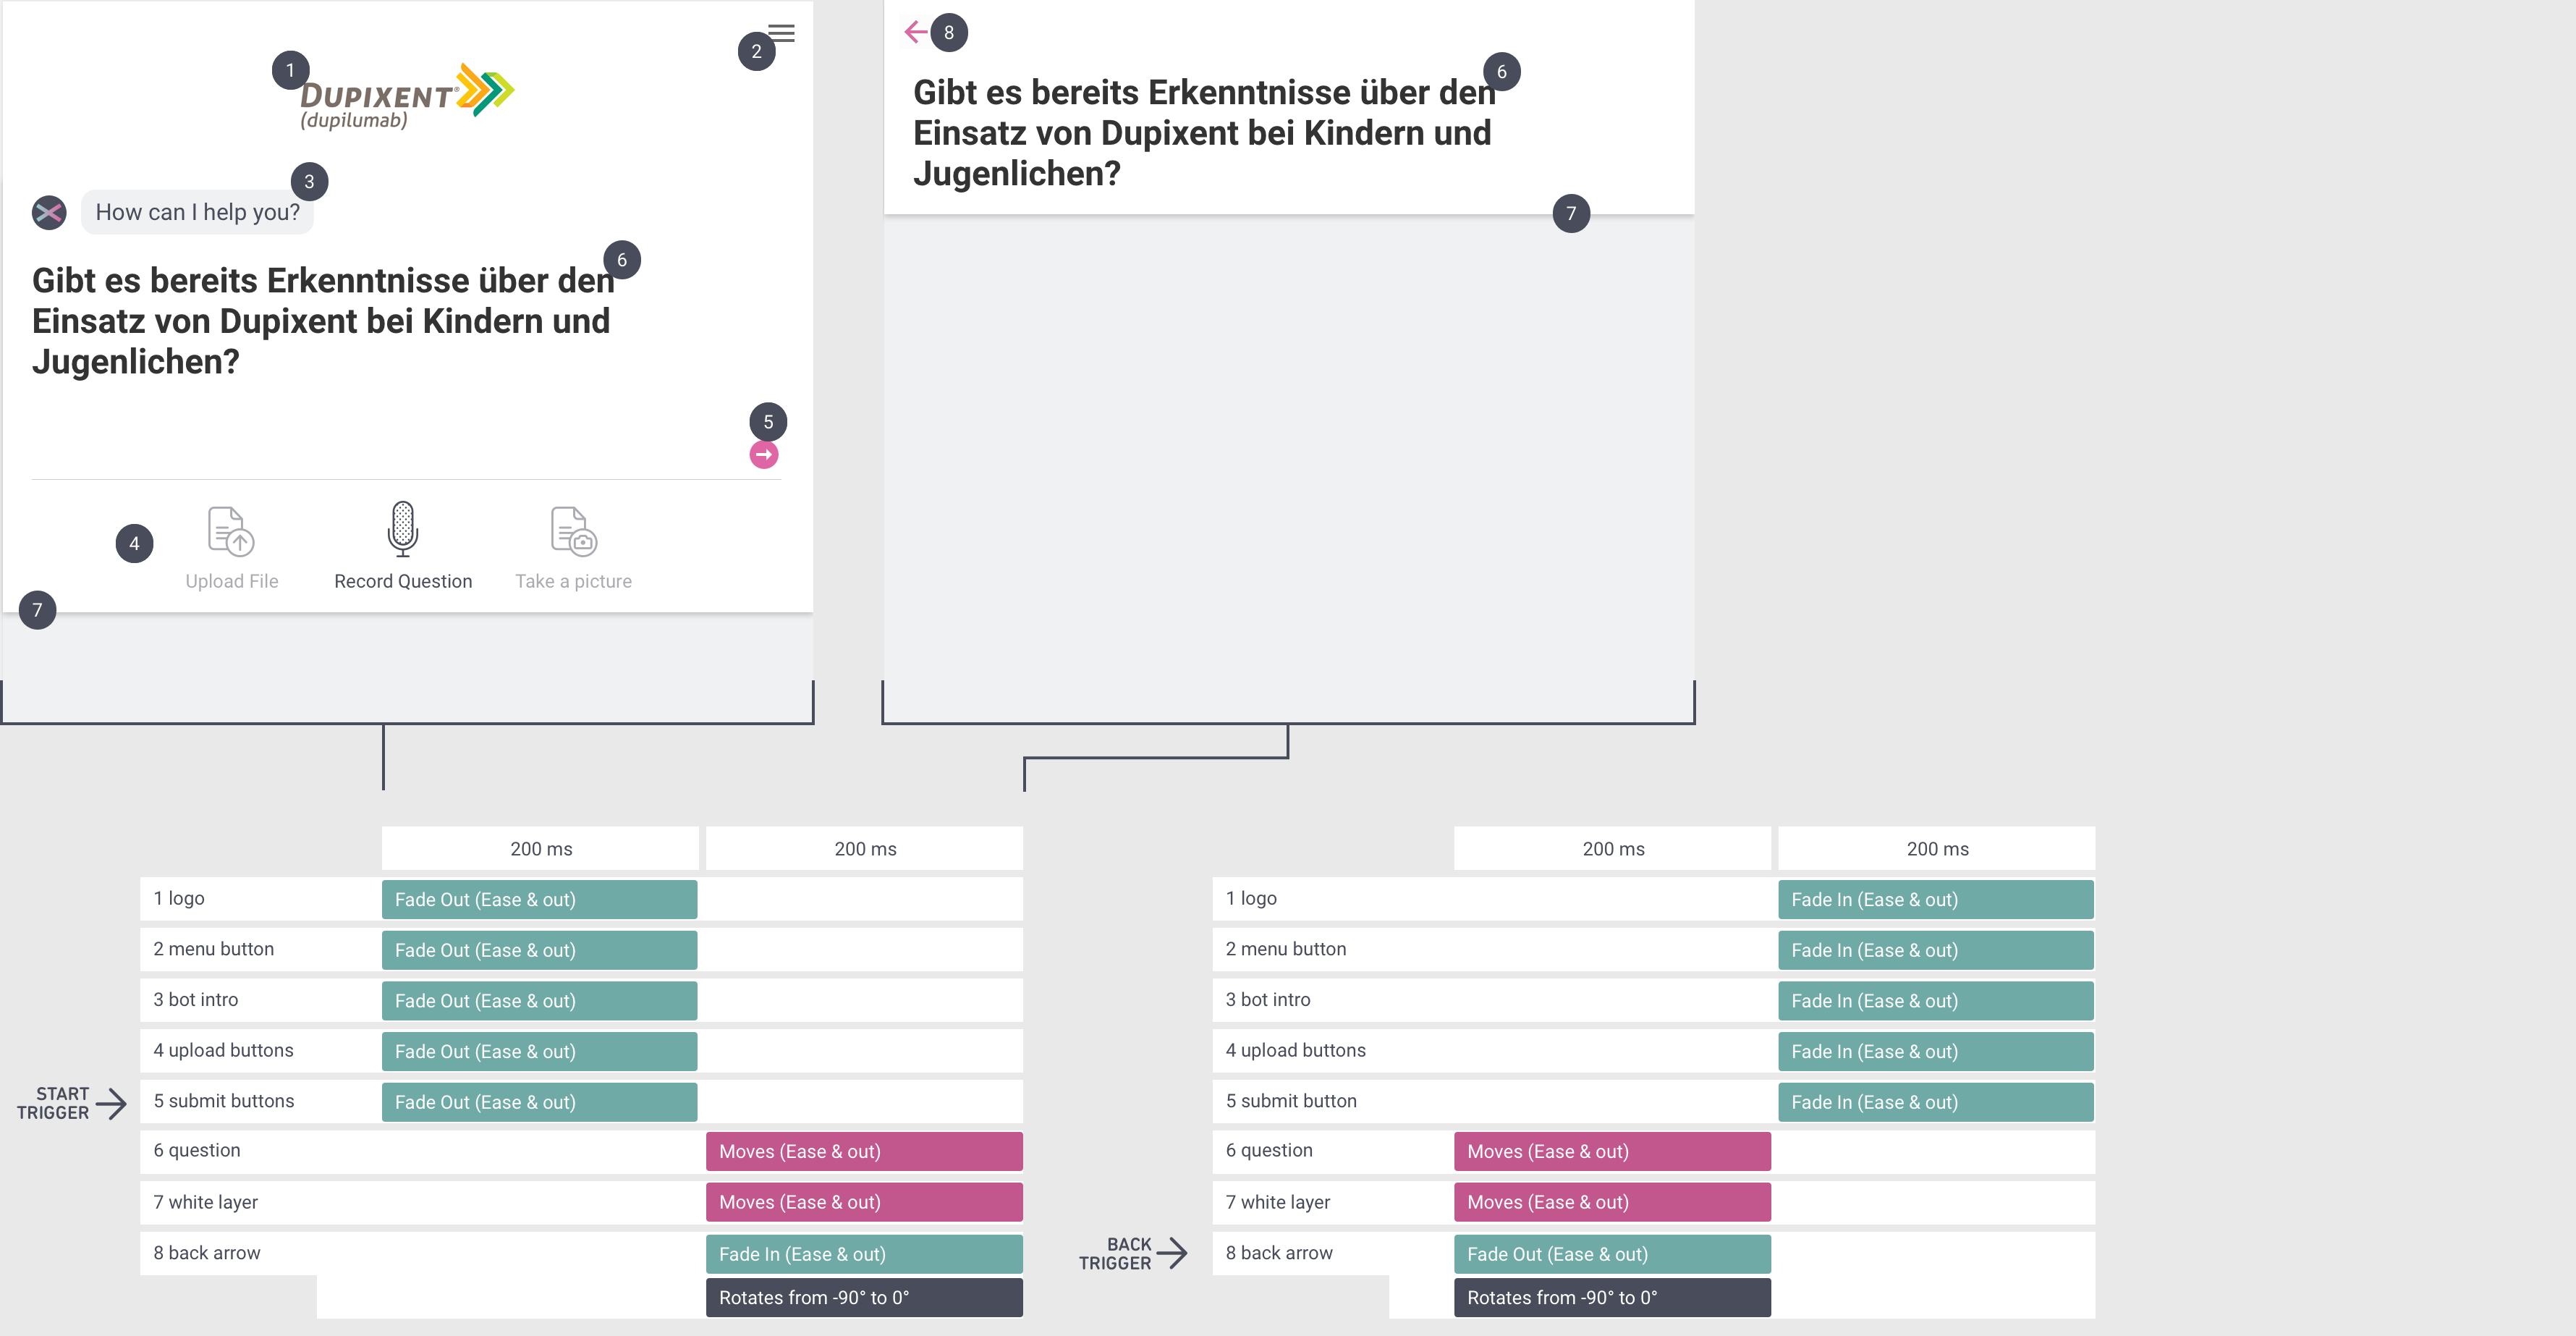 1
2
DUPIXENT®
(dupilumab)
3
How can I help you?
6
Gibt es bereits Erkenntnisse über den
Einsatz von Dupixent bei Kindern und
Jugenlichen?
5
4
Upload File
Record Question
Take a picture
7
8
6
Gibt es bereits Erkenntnisse über den
Einsatz von Dupixent bei Kindern und
Jugenlichen?
7
200 ms
200 ms
1 logo
Fade Out (Ease & out)
2 menu button
Fade Out (Ease & out)
3 bot intro
Fade Out (Ease & out)
4 upload buttons
Fade Out (Ease & out)
START
TRIGGER
5 submit buttons
Fade Out (Ease & out)
6 question
Moves (Ease & out)
7 white layer
Moves (Ease & out)
8 back arrow
Fade In (Ease & out)
Rotates from -90° to 0°
200 ms
200 ms
1 logo
Fade In (Ease & out)
2 menu button
Fade In (Ease & out)
3 bot intro
Fade In (Ease & out)
4 upload buttons
Fade In (Ease & out)
5 submit button
Fade In (Ease & out)
6 question
Moves (Ease & out)
7 white layer
Moves (Ease & out)
BACK
TRIGGER
8 back arrow
Fade Out (Ease & out)
Rotates from -90° to 0°